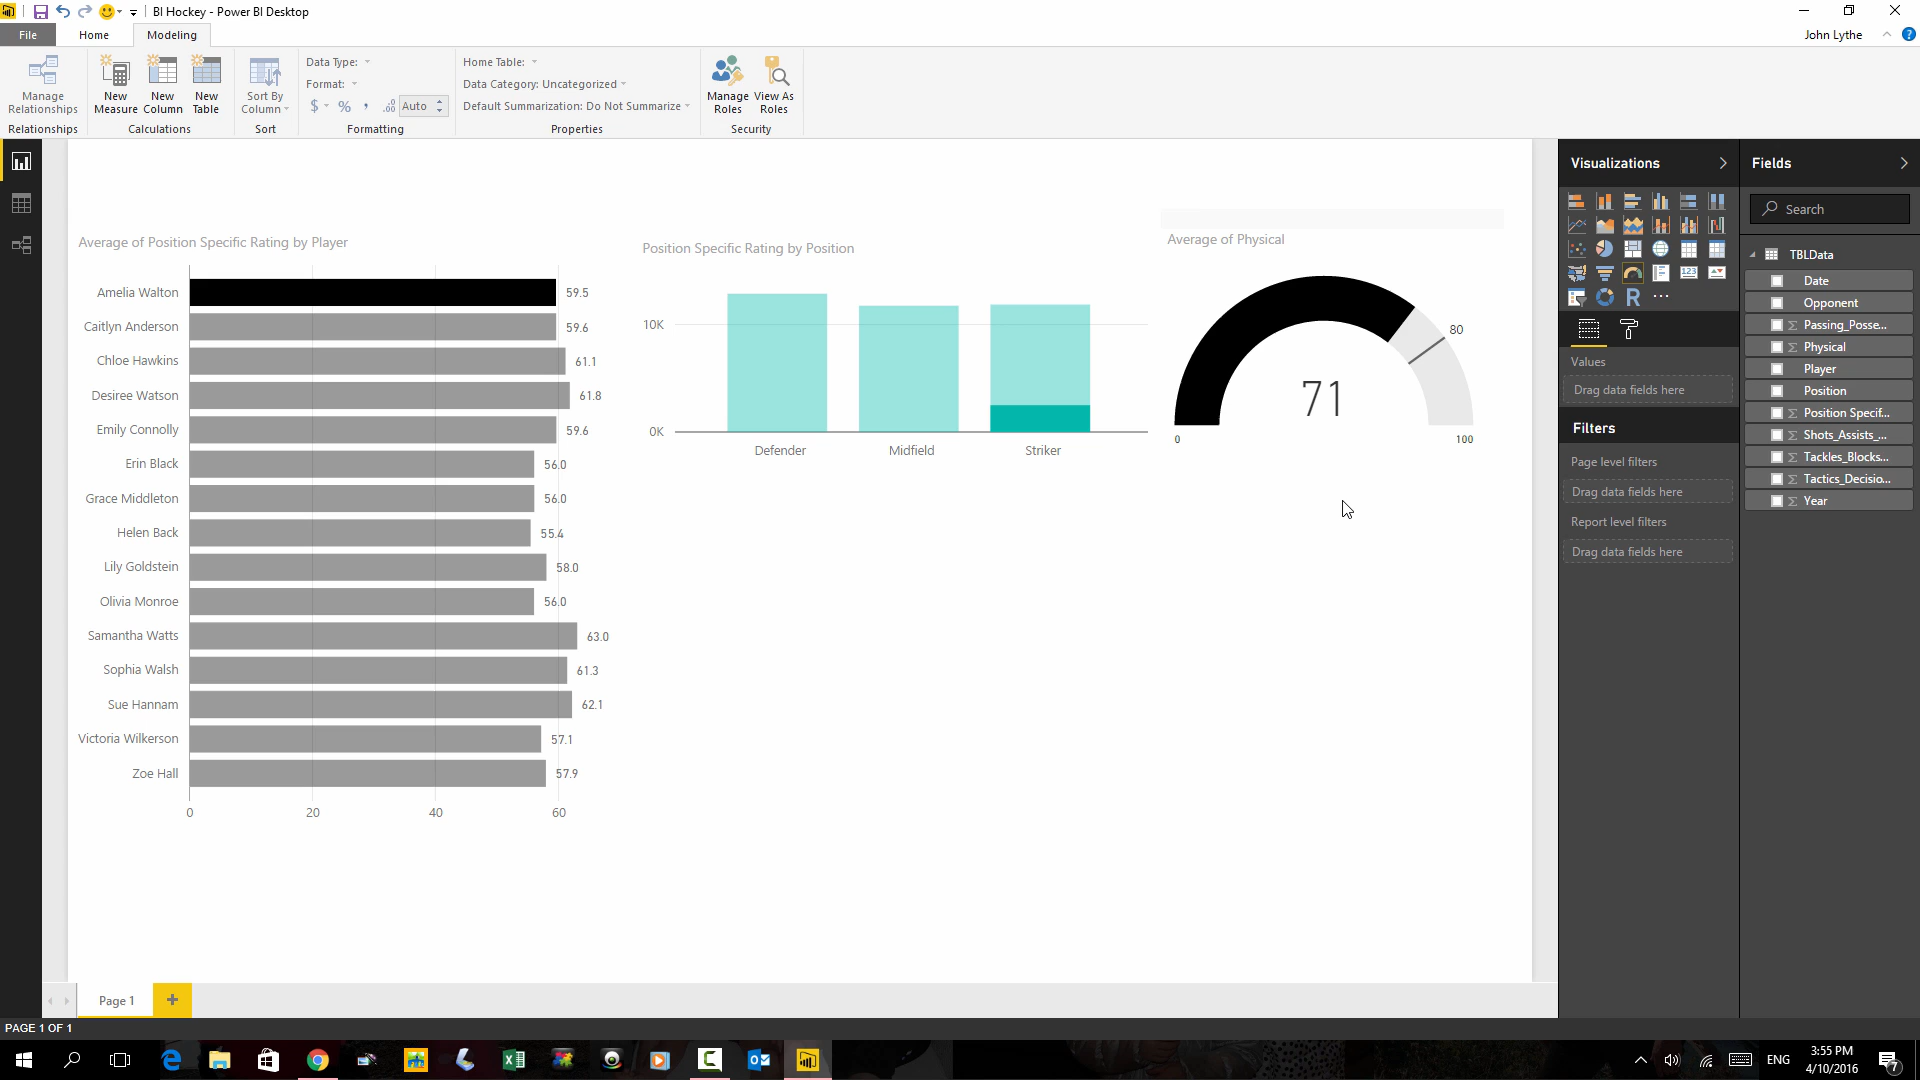 BI Hockey - Power BI Desktop
File
Home
Modeling
John Lythe
?
Manage Relationships
Relationships
New Measure
New Column
New Table
Calculations
Sort By Column
Sort
Data Type:
Format:
$ % , .00 Auto
Formatting
Home Table:
Data Category: Uncategorized
Default Summarization: Do Not Summarize
Properties
Manage Roles
View As Roles
Security
Average of Position Specific Rating by Player
Amelia Walton 59.5
Caitlyn Anderson 59.6
Chloe Hawkins 61.1
Desiree Watson 61.8
Emily Connolly 59.6
Erin Black 56.0
Grace Middleton 56.0
Helen Back 55.4
Lily Goldstein 58.0
Olivia Monroe 56.0
Samantha Watts 63.0
Sophia Walsh 61.3
Sue Hannam 62.1
Victoria Wilkerson 57.1
Zoe Hall 57.9
0 20 40 60
Position Specific Rating by Position
10K
0K
Defender Midfield Striker
Average of Physical
80
71
0 100
Visualizations
R
123
Values
Drag data fields here
Filters
Page level filters
Drag data fields here
Report level filters
Drag data fields here
Fields
Search
TBLData
Date
Opponent
Σ Passing_Posse...
Σ Physical
Player
Position
Σ Position Specif...
Σ Shots_Assists_...
Σ Tackles_Blocks...
Σ Tactics_Decisio...
Σ Year
Page 1
+
PAGE 1 OF 1
ENG
3:55 PM
4/10/2016
7